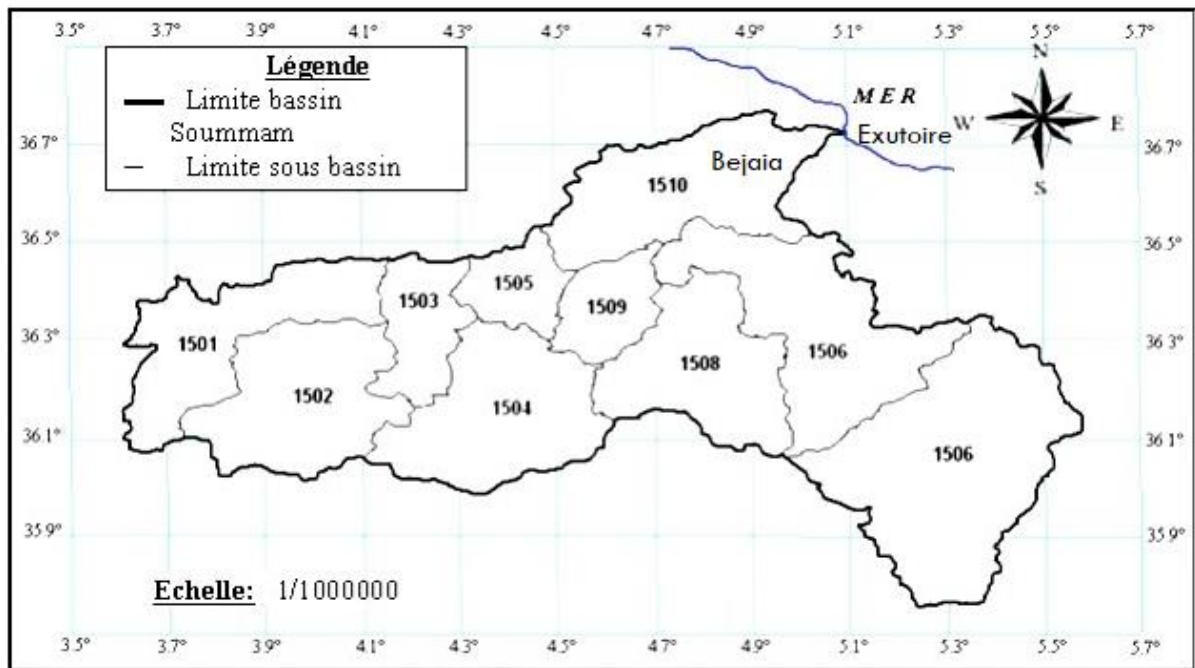 3.5° 3.7° 3.9° 4.1° 4.3° 4.5° 4.7° 4.9° 5.1° 5.3° 5.5° 5.7°
Légende
Limite bassin
Soummam
Limite sous bassin
MER
Exutoire
N
W E
S
36.7° 36.7°
Bejaia
1510
36.5° 36.5°
1505
1503
1509
36.3° 36.3°
1501
1506
1508
1502
1504
36.1° 36.1°
1506
35.9° 35.9°
Echelle: 1/1000000
3.5° 3.7° 3.9° 4.1° 4.3° 4.5° 4.7° 4.9° 5.1° 5.3° 5.5° 5.7°